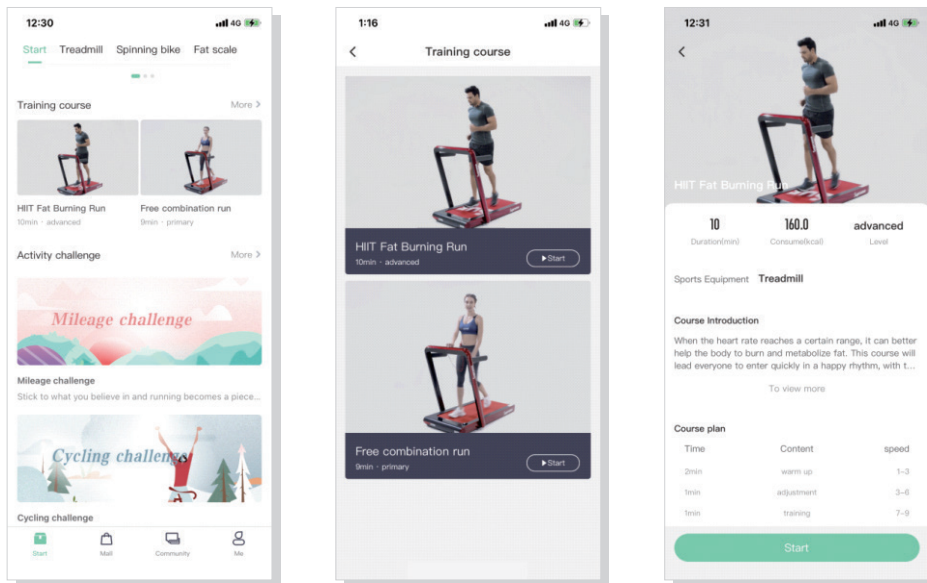 12:30
4G
Start Treadmill Spinning bike Fat scale
Training course More >
HIIT Fat Burning Run Free combination run
10min · advanced 9min · primary
Activity challenge More >
Mileage challenge
Mileage challenge
Stick to what you believe in and running becomes a piece...
Cycling challenge
Cycling challenge
Start Mall Community Me
1:16
4G
Training course
HIIT Fat Burning Run
10min · advanced
Start
Free combination run
9min · primary
Start
12:31
4G
HIIT Fat Burning Run
10 160.0 advanced
Duration(min) Consume(kcal) Level
Sports Equipment Treadmill
Course Introduction
When the heart rate reaches a certain range, it can better
help the body to burn and metabolize fat. This course will
lead everyone to enter quickly in a happy rhythm, with t...
To view more
Course plan
Time Content speed
2min warm up 1-3
1min adjustment 3-6
1min training 7-9
Start